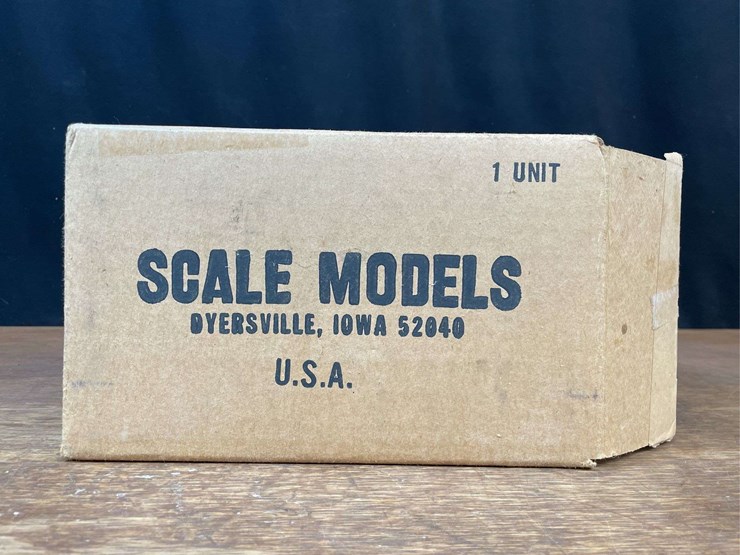 1 UNIT
SCALE MODELS
DYERSVILLE, IOWA 52040
U.S.A.